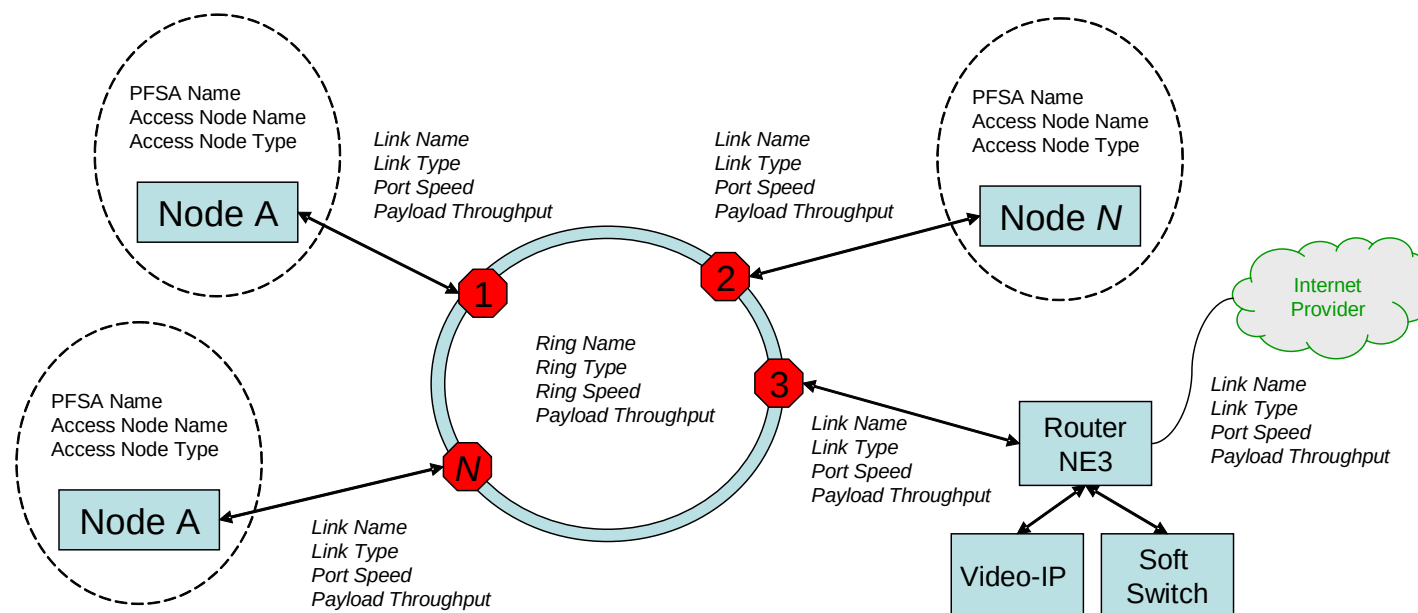 PFSA Name
Access Node Name
Access Node Type
Node A
Link Name
Link Type
Port Speed
Payload Throughput
Link Name
Link Type
Port Speed
Payload Throughput
PFSA Name
Access Node Name
Access Node Type
Node N
1
2
3
N
Ring Name
Ring Type
Ring Speed
Payload Throughput
Internet
Provider
PFSA Name
Access Node Name
Access Node Type
Node A
Link Name
Link Type
Port Speed
Payload Throughput
Link Name
Link Type
Port Speed
Payload Throughput
Router
NE3
Link Name
Link Type
Port Speed
Payload Throughput
Video-IP
Soft
Switch